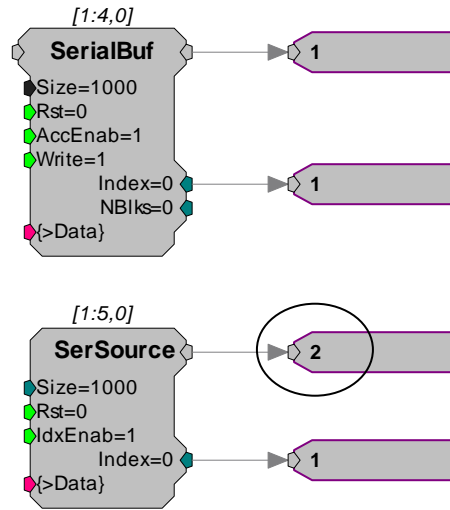 [1:4,0]
SerialBuf
1
Size=1000
Rst=0
AccEnab=1
Write=1
Index=0
1
NBlks=0
{>Data}
[1:5,0]
SerSource
2
Size=1000
Rst=0
IdxEnab=1
Index=0
1
{>Data}